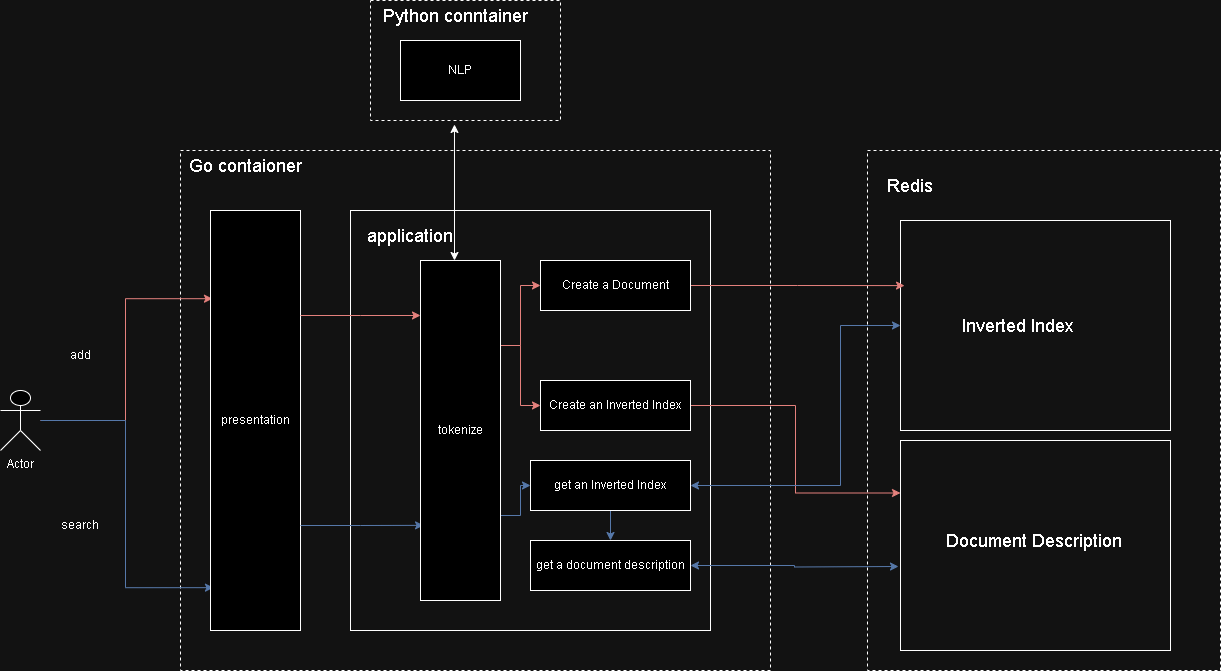 Python conntainer
NLP
Go contaioner
Redis
application
Create a Document
Inverted Index
add
Create an Inverted Index
presentation
tokenize
Actor
get an Inverted Index
search
Document Description
get a document description